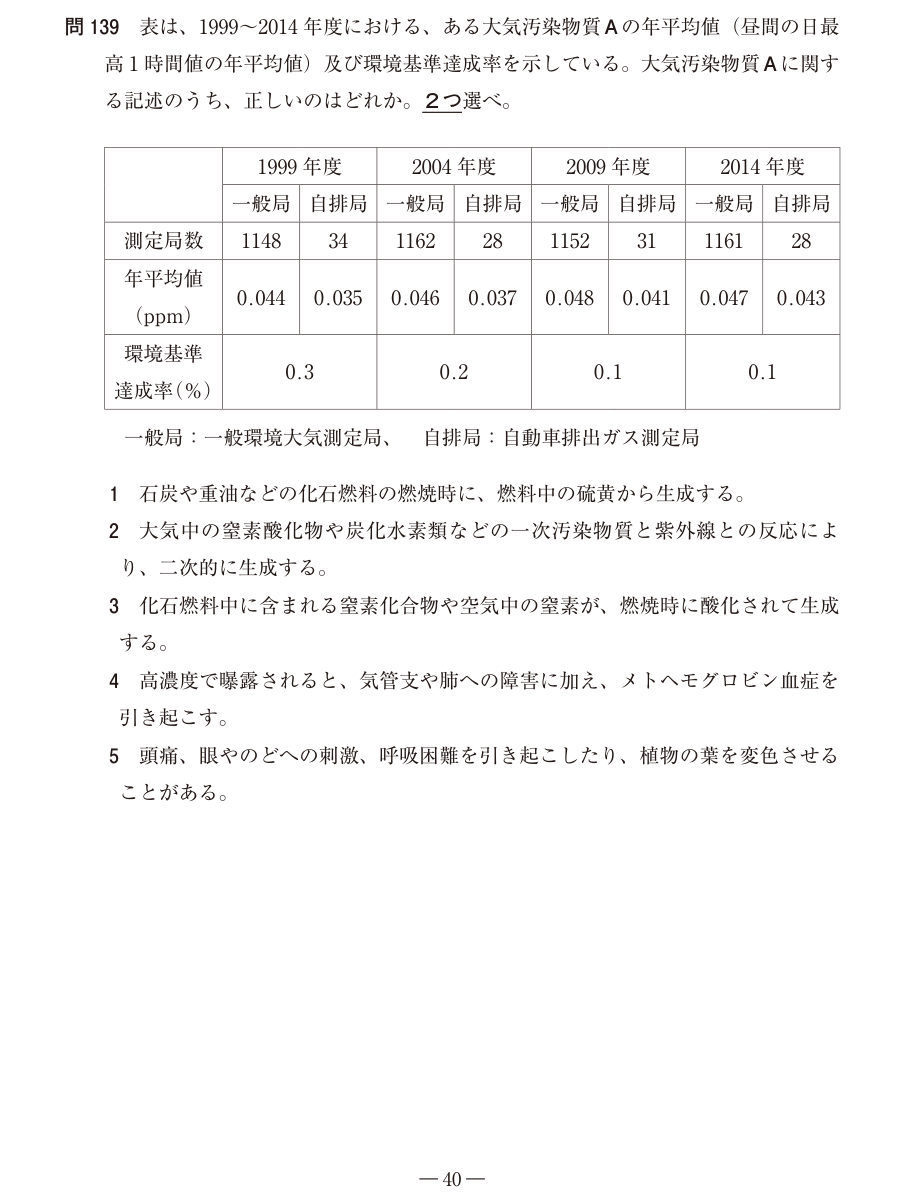 問139 表は、1999～2014年度における、ある大気汚染物質Aの年平均値（昼間の日最
高1時間値の年平均値）及び環境基準達成率を示している。大気汚染物質Aに関す
る記述のうち、正しいのはどれか。2つ選べ。
1999年度 2004年度 2009年度 2014年度
一般局 自排局 一般局 自排局 一般局 自排局 一般局 自排局
測定局数 1148 34 1162 28 1152 31 1161 28
年平均値
（ppm） 0.044 0.035 0.046 0.037 0.048 0.041 0.047 0.043
環境基準
達成率(%) 0.3 0.2 0.1 0.1
一般局：一般環境大気測定局、 自排局：自動車排出ガス測定局
1 石炭や重油などの化石燃料の燃焼時に、燃料中の硫黄から生成する。
2 大気中の窒素酸化物や炭化水素類などの一次汚染物質と紫外線との反応によ
り、二次的に生成する。
3 化石燃料中に含まれる窒素化合物や空気中の窒素が、燃焼時に酸化されて生成
する。
4 高濃度で曝露されると、気管支や肺への障害に加え、メトヘモグロビン血症を
引き起こす。
5 頭痛、眼やのどへの刺激、呼吸困難を引き起こしたり、植物の葉を変色させる
ことがある。
— 40 —